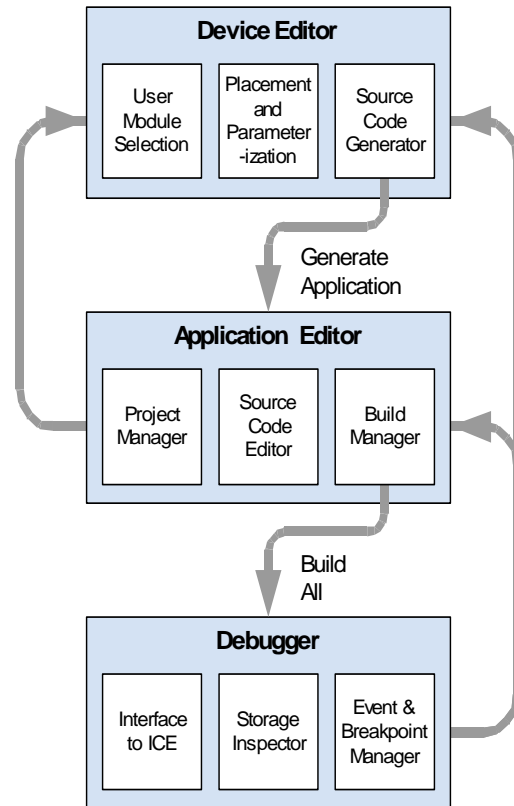 Device Editor
User
Module
Selection
Placement
and
Parameter
-ization
Source
Code
Generator
Generate
Application
Application Editor
Project
Manager
Source
Code
Editor
Build
Manager
Build
All
Debugger
Interface
to ICE
Storage
Inspector
Event &
Breakpoint
Manager